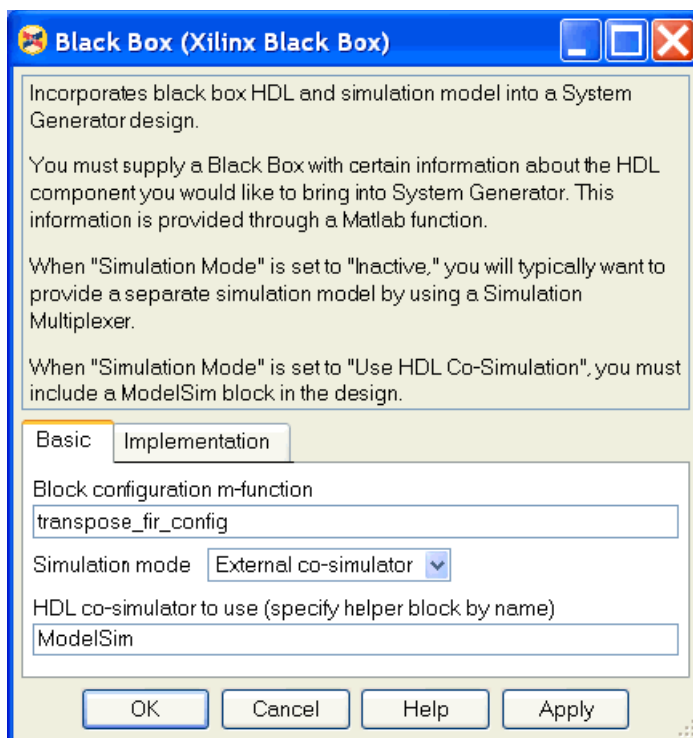 Black Box (Xilinx Black Box)
Incorporates black box HDL and simulation model into a System
Generator design.
You must supply a Black Box with certain information about the HDL
component you would like to bring into System Generator. This
information is provided through a Matlab function.
When "Simulation Mode" is set to "Inactive," you will typically want to
provide a separate simulation model by using a Simulation
Multiplexer.
When "Simulation Mode" is set to "Use HDL Co-Simulation", you must
include a ModelSim block in the design.
Basic Implementation
Block configuration m-function
transpose_fir_config
Simulation mode External co-simulator
HDL co-simulator to use (specify helper block by name)
ModelSim
OK Cancel Help Apply